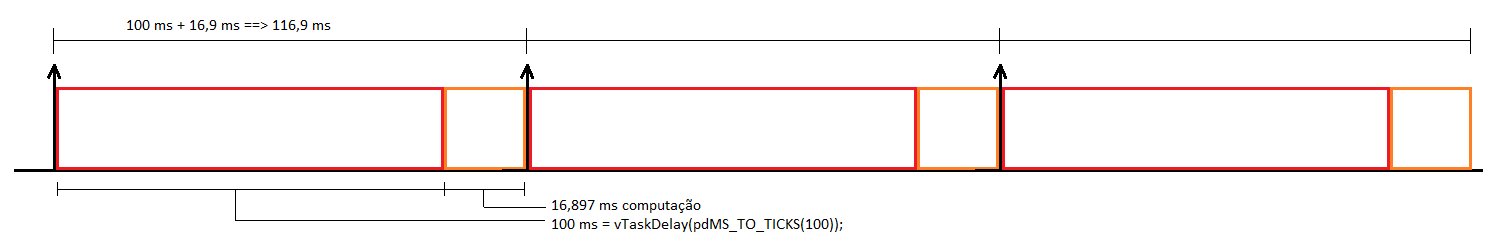 100 ms + 16,9 ms ==> 116,9 ms
16,897 ms computação
100 ms = vTaskDelay(pdMS_TO_TICKS(100));